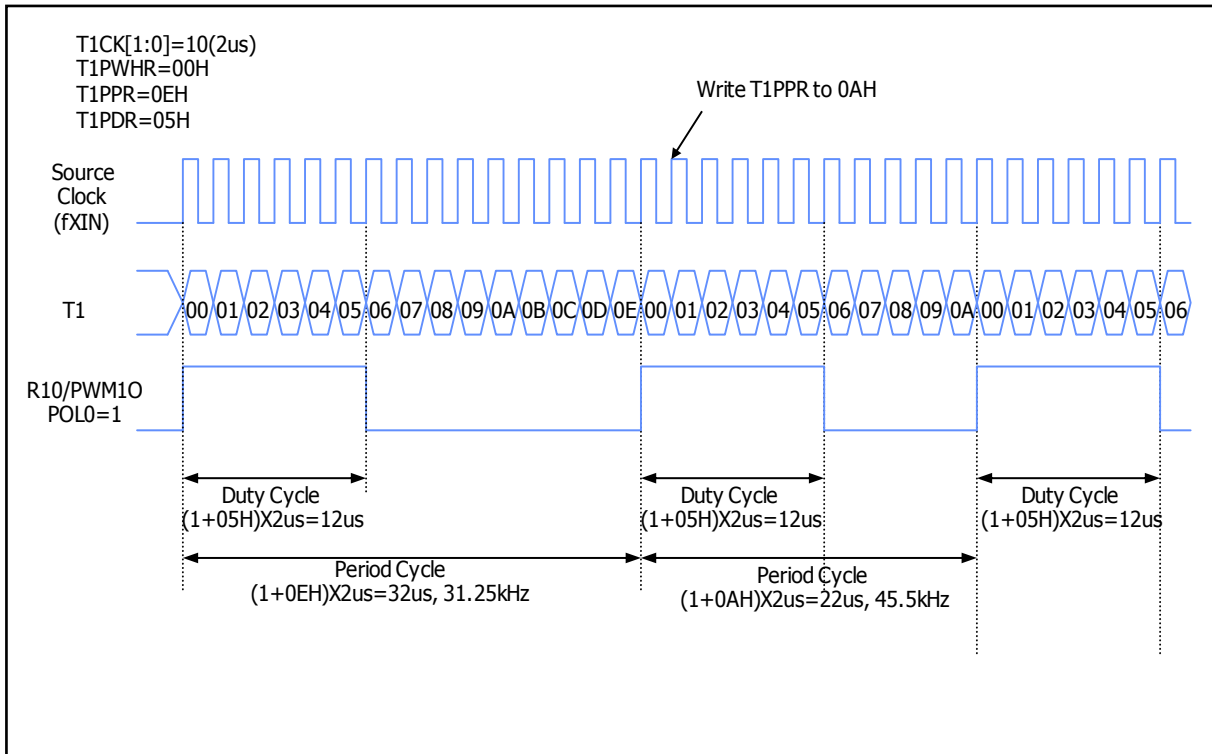 T1CK[1:0]=10(2us)
T1PWHR=00H
T1PPR=0EH
T1PDR=05H
Write T1PPR to 0AH
Source
Clock
(fXIN)
T1
00 01 02 03 04 05 06 07 08 09 0A 0B 0C 0D 0E 00 01 02 03 04 05 06 07 08 09 0A 00 01 02 03 04 05 06
R10/PWM1O
POL0=1
Duty Cycle
(1+05H)X2us=12us
Duty Cycle
(1+05H)X2us=12us
Duty Cycle
(1+05H)X2us=12us
Period Cycle
(1+0EH)X2us=32us, 31.25kHz
Period Cycle
(1+0AH)X2us=22us, 45.5kHz